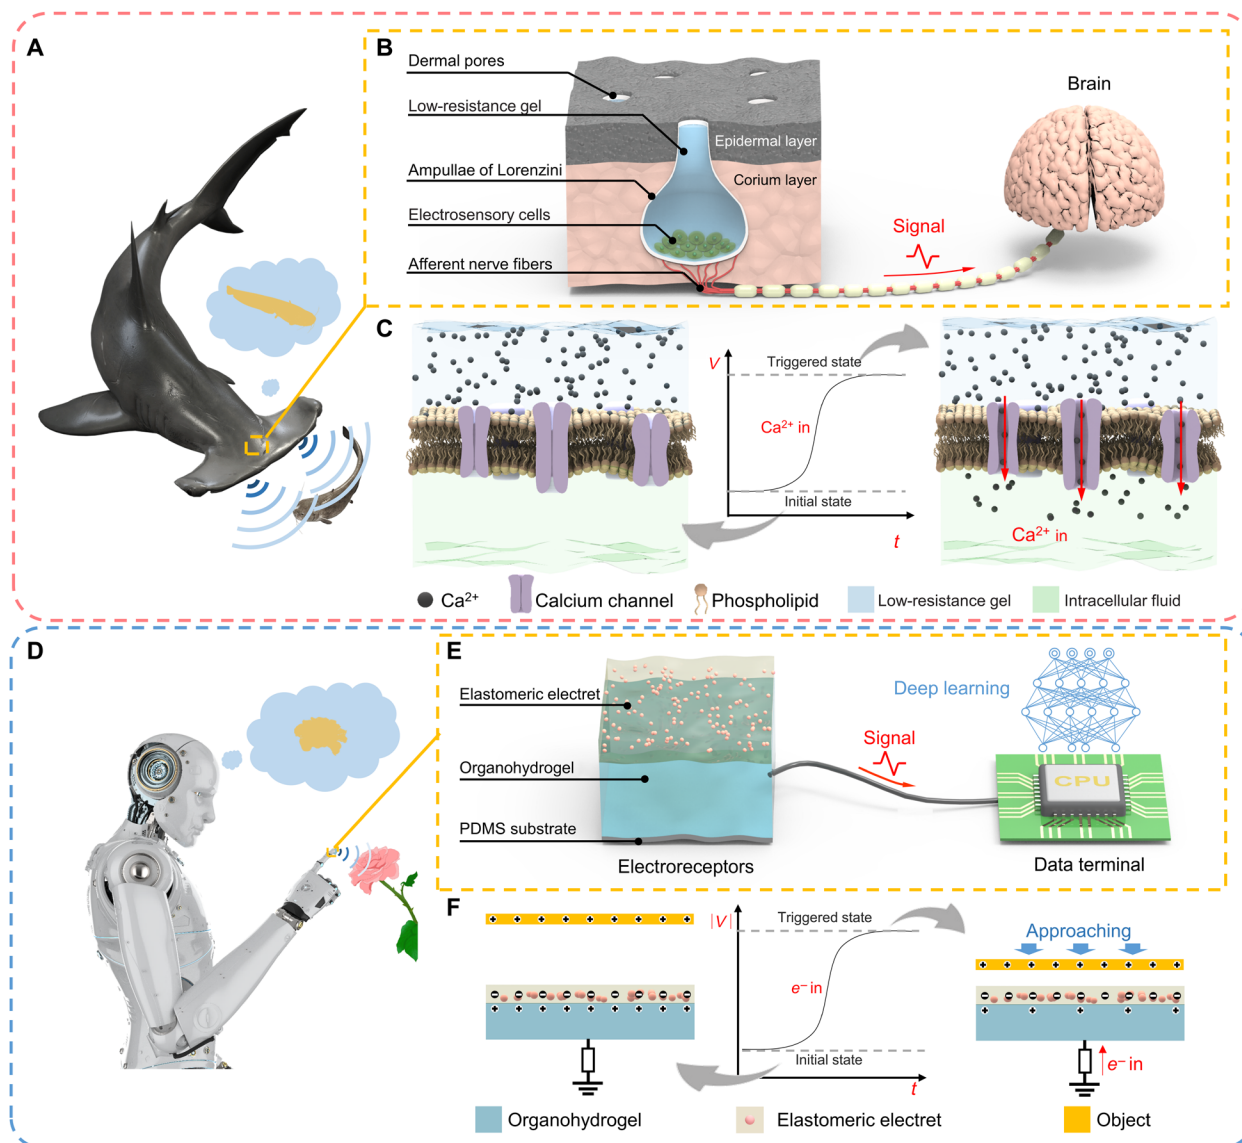 A
B
Dermal pores
Low-resistance gel
Ampullae of Lorenzini
Electrosensory cells
Afferent nerve fibers
Epidermal layer
Corium layer
Signal
Brain
C
V
Triggered state
Ca²⁺ in
Initial state
t
Ca²⁺ in
Ca²⁺
Calcium channel
Phospholipid
Low-resistance gel
Intracellular fluid
D
E
Elastomeric electret
Organohydrogel
PDMS substrate
Electroreceptors
Signal
Deep learning
CPU
Data terminal
F
|V|
Triggered state
e⁻ in
Initial state
t
Approaching
e⁻ in
Organohydrogel
Elastomeric electret
Object